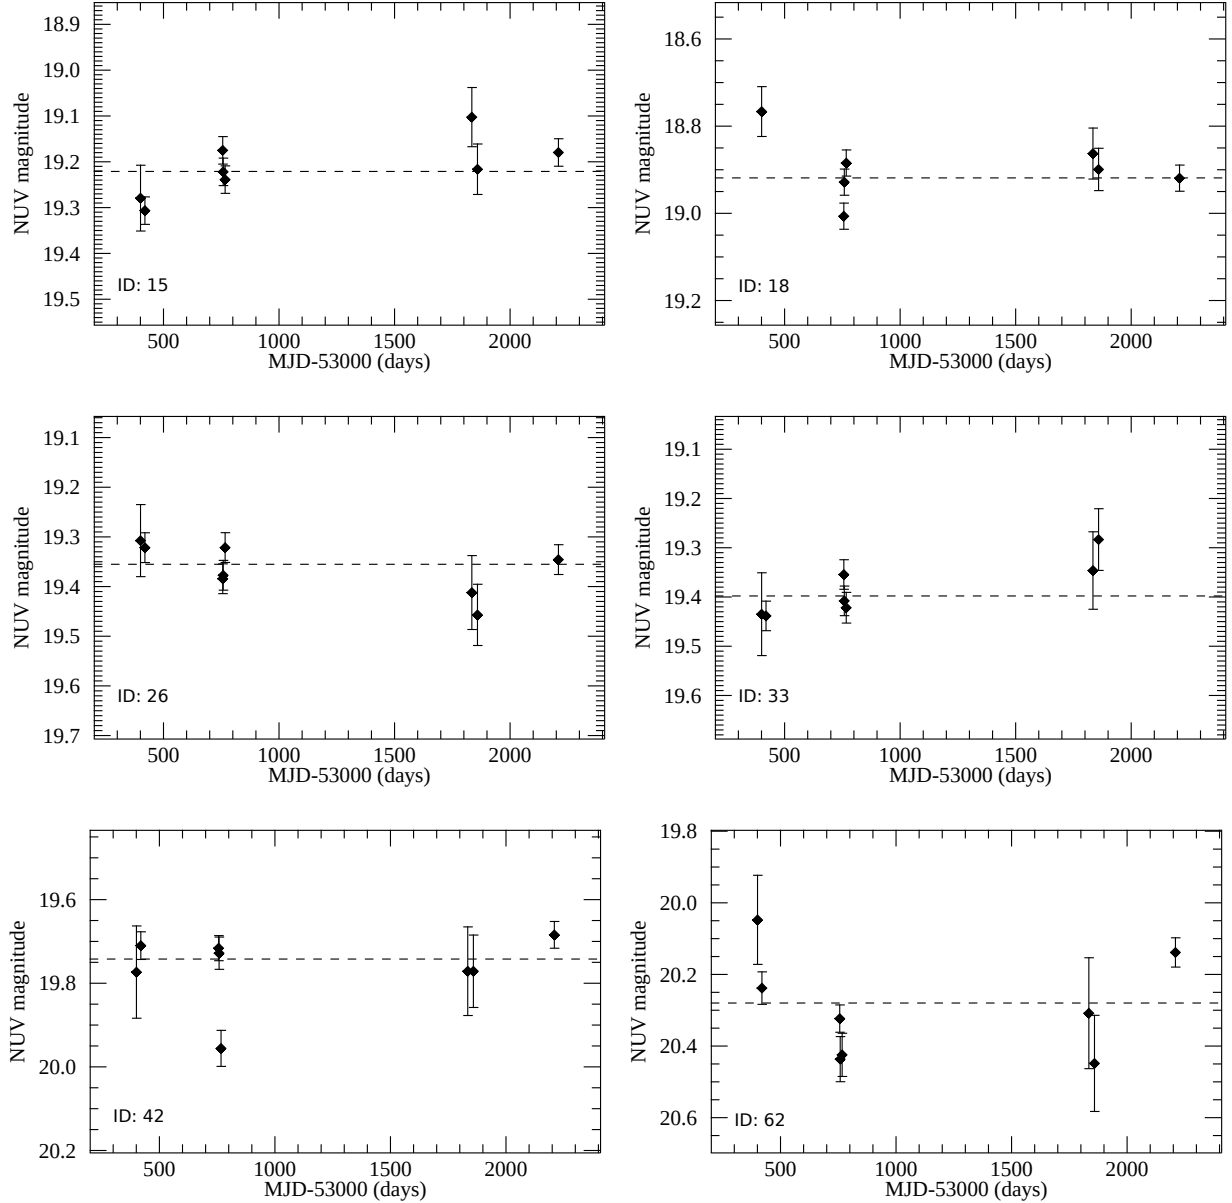 18.9
19.0
19.1
19.2
19.3
19.4
19.5
NUV magnitude
ID: 15
500 1000 1500 2000
MJD-53000 (days)
18.6
18.8
19.0
19.2
NUV magnitude
ID: 18
500 1000 1500 2000
MJD-53000 (days)
19.1
19.2
19.3
19.4
19.5
19.6
19.7
NUV magnitude
ID: 26
500 1000 1500 2000
MJD-53000 (days)
19.1
19.2
19.3
19.4
19.5
19.6
NUV magnitude
ID: 33
500 1000 1500 2000
MJD-53000 (days)
19.6
19.8
20.0
20.2
NUV magnitude
ID: 42
500 1000 1500 2000
MJD-53000 (days)
19.8
20.0
20.2
20.4
20.6
NUV magnitude
ID: 62
500 1000 1500 2000
MJD-53000 (days)